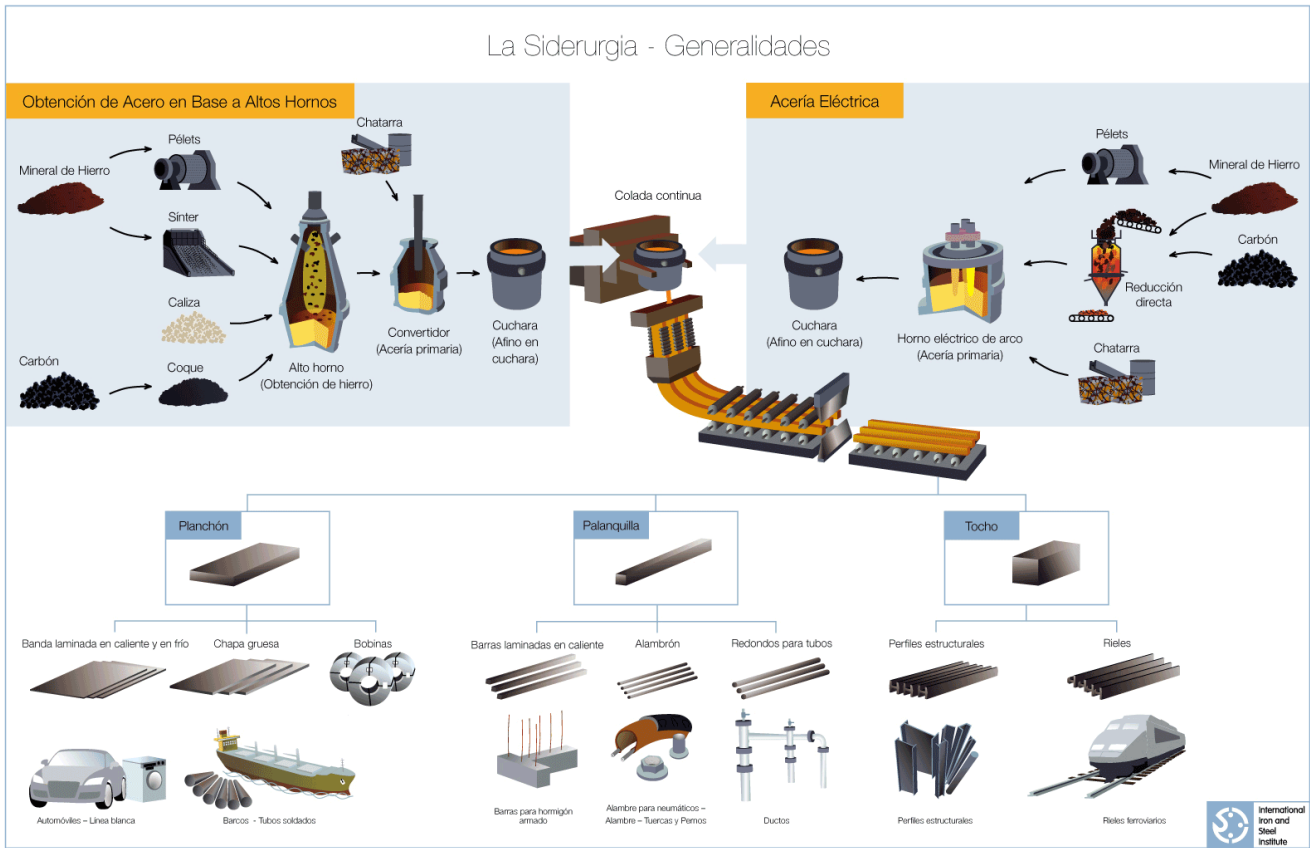 La Siderurgia - Generalidades
Obtención de Acero en Base a Altos Hornos
Chatarra
Pélets
Mineral de Hierro
Sínter
Caliza
Carbón
Coque
Alto horno
(Obtención de hierro)
Convertidor
(Acería primaria)
Cuchara
(Afino en
cuchara)
Colada continua
Acería Eléctrica
Pélets
Mineral de Hierro
Carbón
Reducción
directa
Cuchara
(Afino en cuchara)
Horno eléctrico de arco
(Acería primaria)
Chatarra
Planchón
Palanquilla
Tocho
Banda laminada en caliente y en frío
Chapa gruesa
Bobinas
Barras laminadas en caliente
Alambrón
Redondos para tubos
Perfiles estructurales
Rieles
Automóviles – Línea blanca
Barcos - Tubos soldados
Barras para hormigón
armado
Alambre para neumáticos –
Alambre – Tuercas y Pernos
Ductos
Perfiles estructurales
Rieles ferroviarios
International
Iron and
Steel
Institute